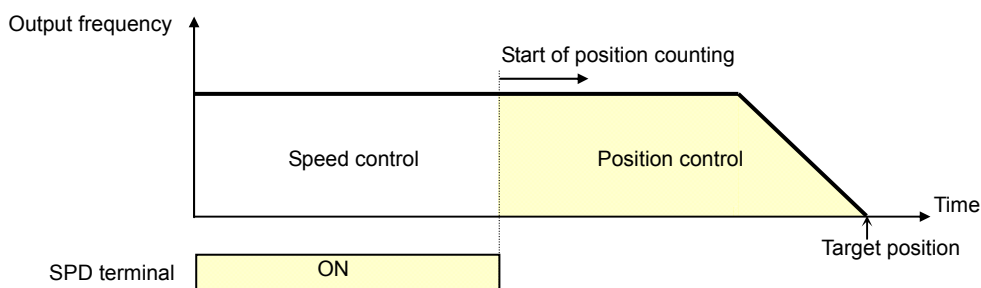 Output frequency
Start of position counting
Speed control
Position control
Time
Target position
SPD terminal
ON